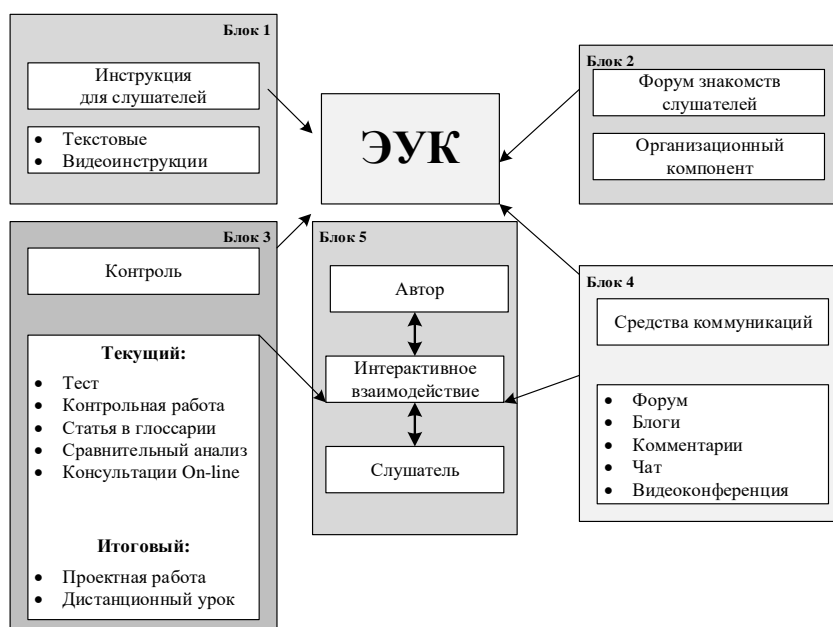 Блок 1
Инструкция
для слушателей
• Текстовые
• Видеоинструкции
ЭУК
Блок 2
Форум знакомств
слушателей
Организационный
компонент
Блок 3
Контроль
Текущий:
• Тест
• Контрольная работа
• Статья в глоссарии
• Сравнительный анализ
• Консультации On-line
Итоговый:
• Проектная работа
• Дистанционный урок
Блок 5
Автор
Интерактивное
взаимодействие
Слушатель
Блок 4
Средства коммуникаций
• Форум
• Блоги
• Комментарии
• Чат
• Видеоконференция